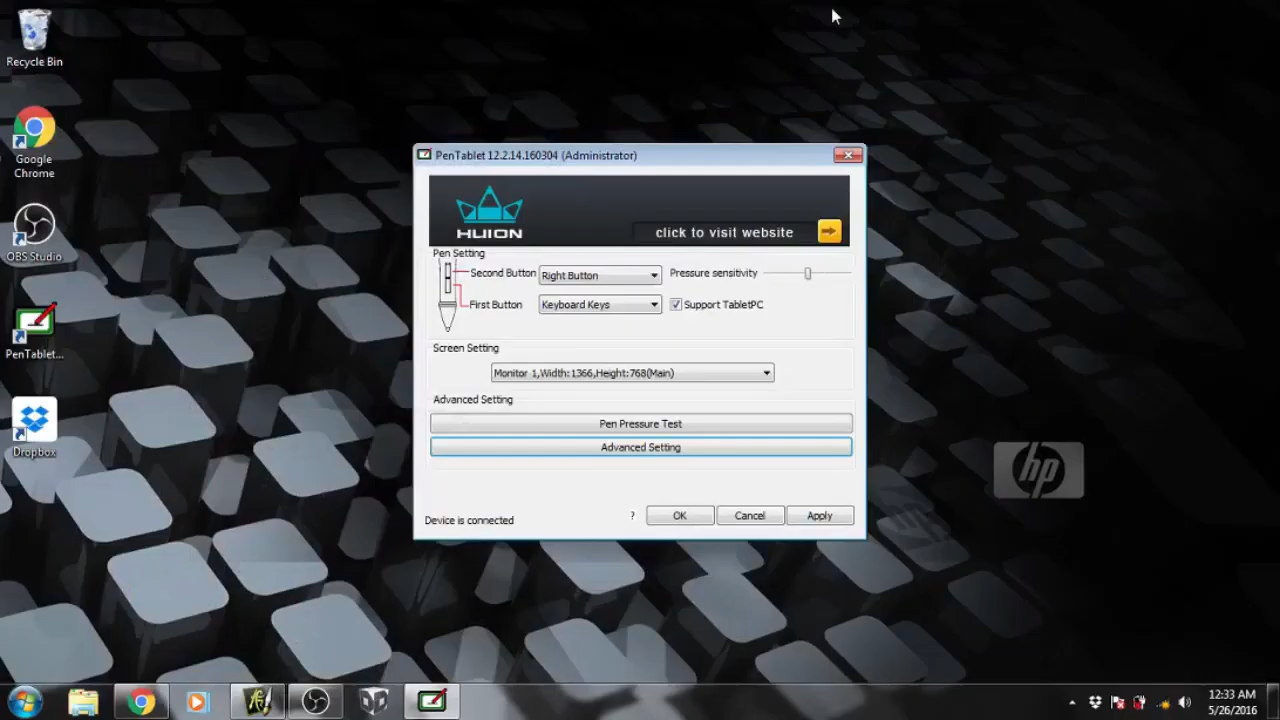 Recycle Bin
Google
Chrome
OBS Studio
PenTablet...
Dropbox
PenTablet 12.2.14.160304 (Administrator)
HUION
click to visit website
Pen Setting
Second Button Right Button Pressure sensitivity
First Button Keyboard Keys Support TabletPC
Screen Setting
Monitor 1,Width:1366,Height:768(Main)
Advanced Setting
Pen Pressure Test
Advanced Setting
Device is connected ? OK Cancel Apply
hp
12:33 AM
5/26/2016